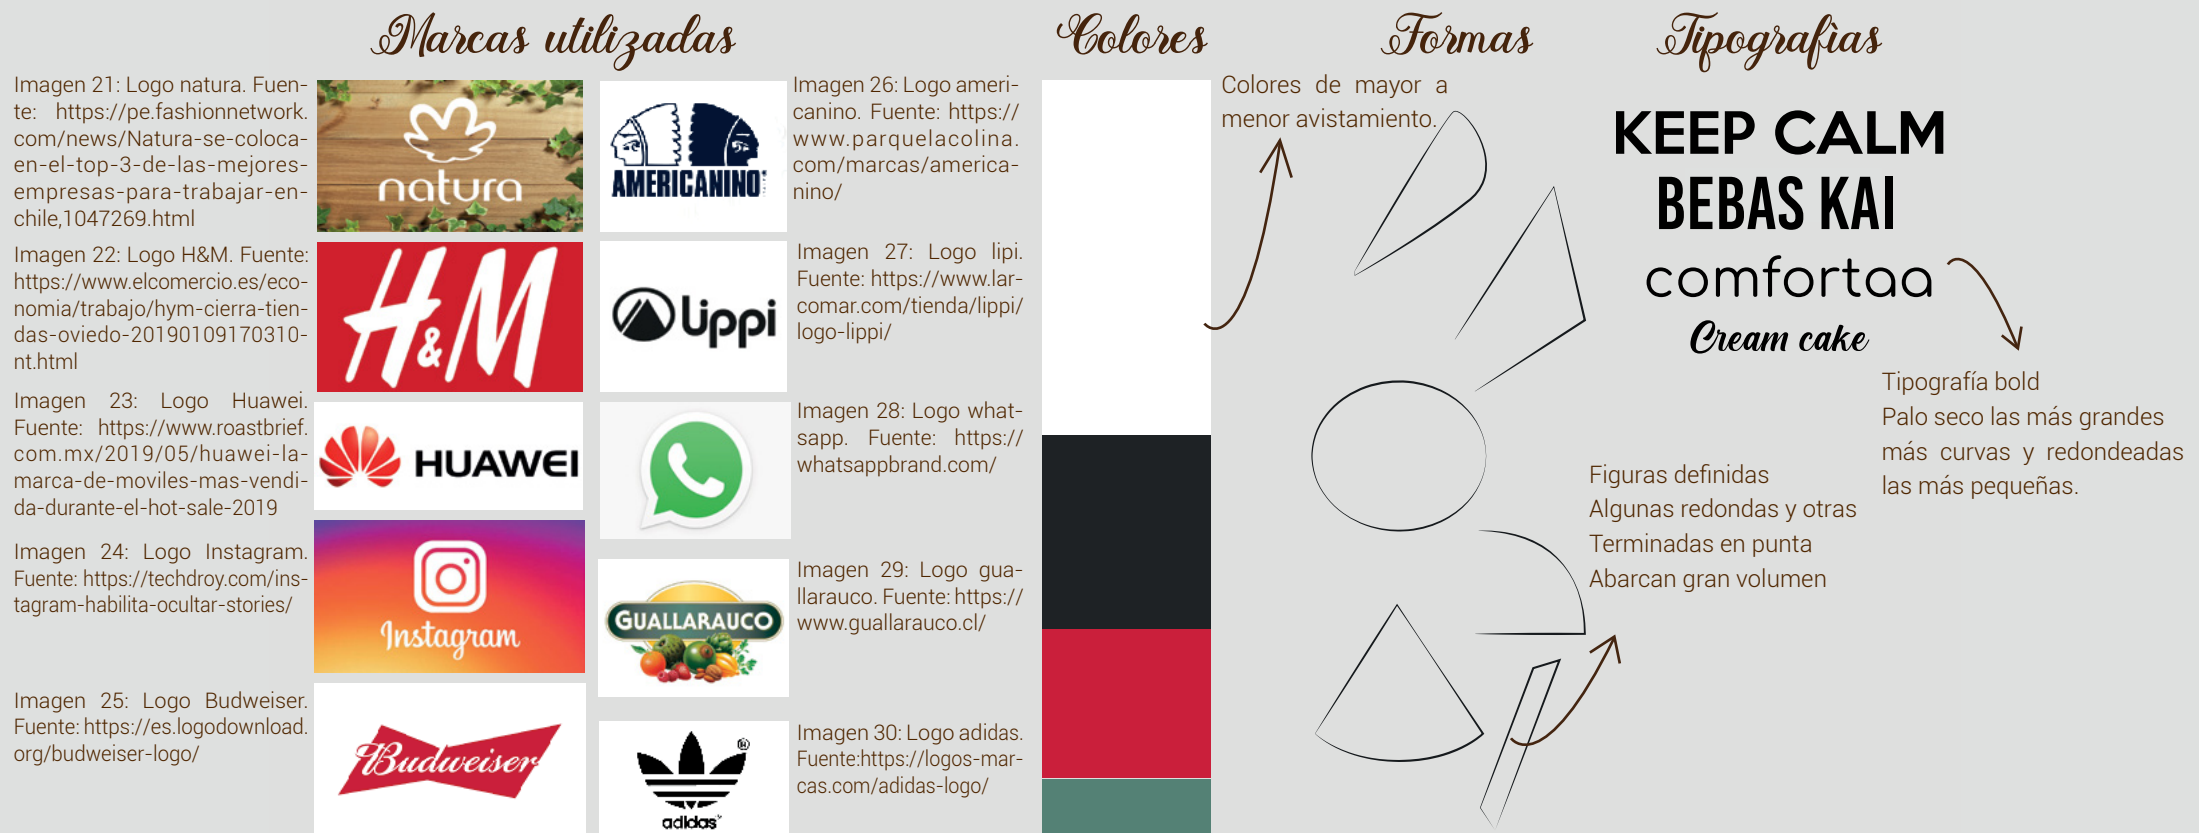 Marcas utilizadas
Colores
Formas
Tipografìas
Imagen 21: Logo natura. Fuen-
te: https://pe.fashionnetwork.
com/news/Natura-se-coloca-
en-el-top-3-de-las-mejores-
empresas-para-trabajar-en-
chile,1047269.html
natura
Imagen 22: Logo H&M. Fuente:
https://www.elcomercio.es/eco-
nomia/trabajo/hym-cierra-tien-
das-oviedo-20190109170310-
nt.html
H&M
Imagen 23: Logo Huawei.
Fuente: https://www.roastbrief.
com.mx/2019/05/huawei-la-
marca-de-moviles-mas-vendi-
da-durante-el-hot-sale-2019
HUAWEI
Imagen 24: Logo Instagram.
Fuente: https://techdroy.com/ins-
tagram-habilita-ocultar-stories/
Instagram
Imagen 25: Logo Budweiser.
Fuente: https://es.logodownload.
org/budweiser-logo/
Budweiser
AMERICANINO
Imagen 26: Logo ameri-
canino. Fuente: https://
www.parquelacolina.
com/marcas/america-
nino/
Lippi
Imagen 27: Logo lipi.
Fuente: https://www.lar-
comar.com/tienda/lippi/
logo-lippi/
Imagen 28: Logo what-
sapp. Fuente: https://
whatsappbrand.com/
GUALLARAUCO
Imagen 29: Logo gua-
llarauco. Fuente: https://
www.guallarauco.cl/
®
adidas
Imagen 30: Logo adidas.
Fuente:https://logos-mar-
cas.com/adidas-logo/
Colores de mayor a
menor avistamiento.
Figuras definidas
Algunas redondas y otras
Terminadas en punta
Abarcan gran volumen
KEEP CALM
BEBAS KAI
comfortaa
Cream cake
Tipografía bold
Palo seco las más grandes
más curvas y redondeadas
las más pequeñas.